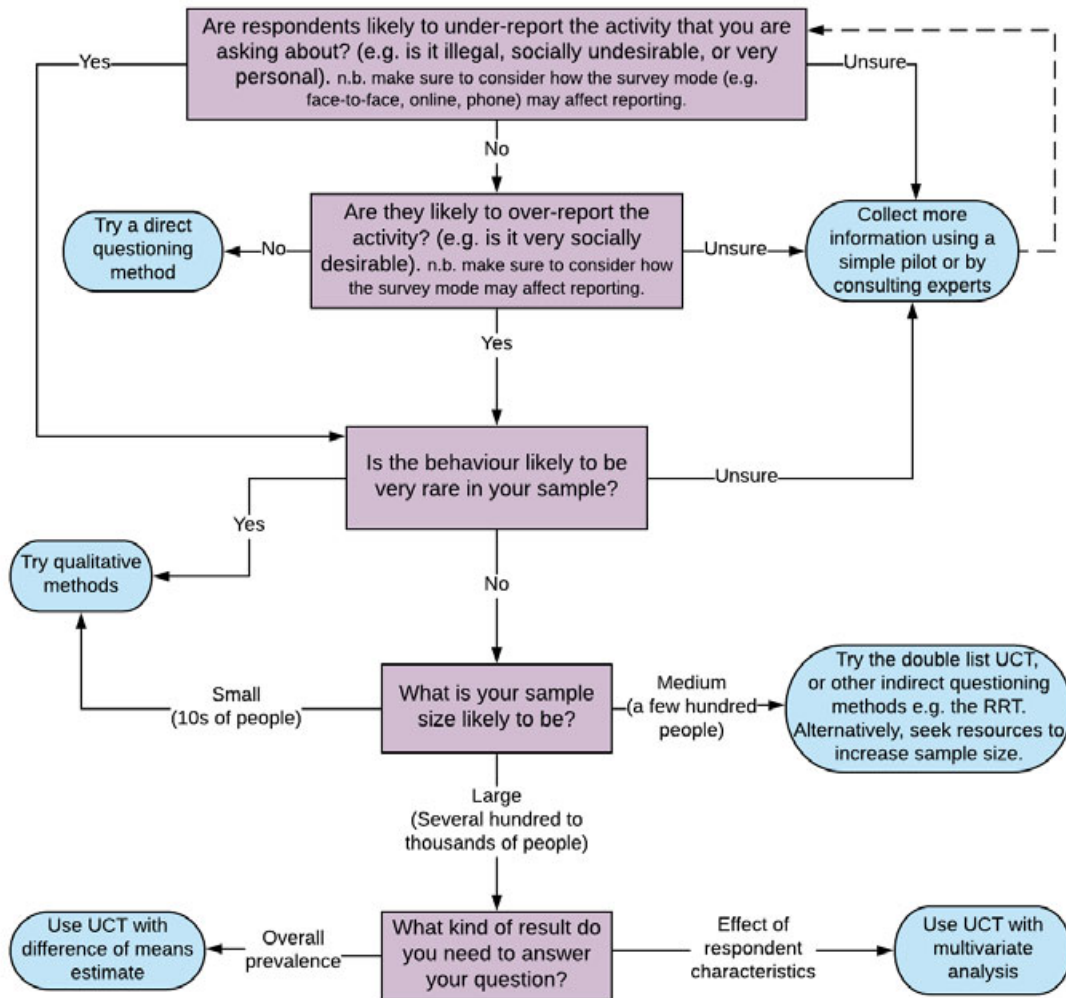 Are respondents likely to under-report the activity that you are
asking about? (e.g. is it illegal, socially undesirable, or very
personal). n.b. make sure to consider how the survey mode (e.g.
face-to-face, online, phone) may affect reporting.
Yes
Unsure
No
Try a direct
questioning
method
No
Are they likely to over-report the
activity? (e.g. is it very socially
desirable). n.b. make sure to consider how
the survey mode may affect reporting.
Unsure
Collect more
information using a
simple pilot or by
consulting experts
Yes
Is the behaviour likely to be
very rare in your sample?
Unsure
Yes
Try qualitative
methods
No
Small
(10s of people)
What is your sample
size likely to be?
Medium
(a few hundred
people)
Try the double list UCT,
or other indirect questioning
methods e.g. the RRT.
Alternatively, seek resources to
increase sample size.
Large
(Several hundred to
thousands of people)
Use UCT with
difference of means
estimate
Overall
prevalence
What kind of result do
you need to answer
your question?
Effect of
respondent
characteristics
Use UCT with
multivariate
analysis